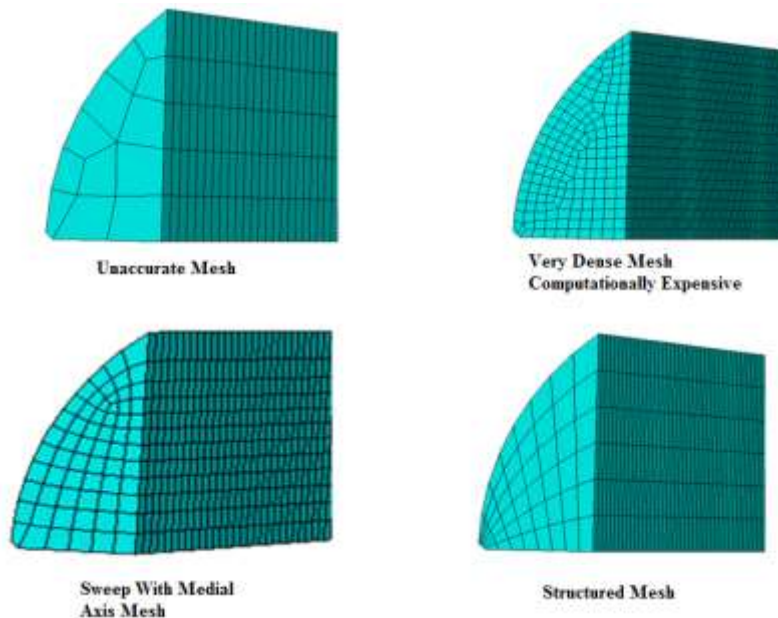 Unaccurate Mesh
Very Dense Mesh
Computationally Expensive
Sweep With Medial
Axis Mesh
Structured Mesh